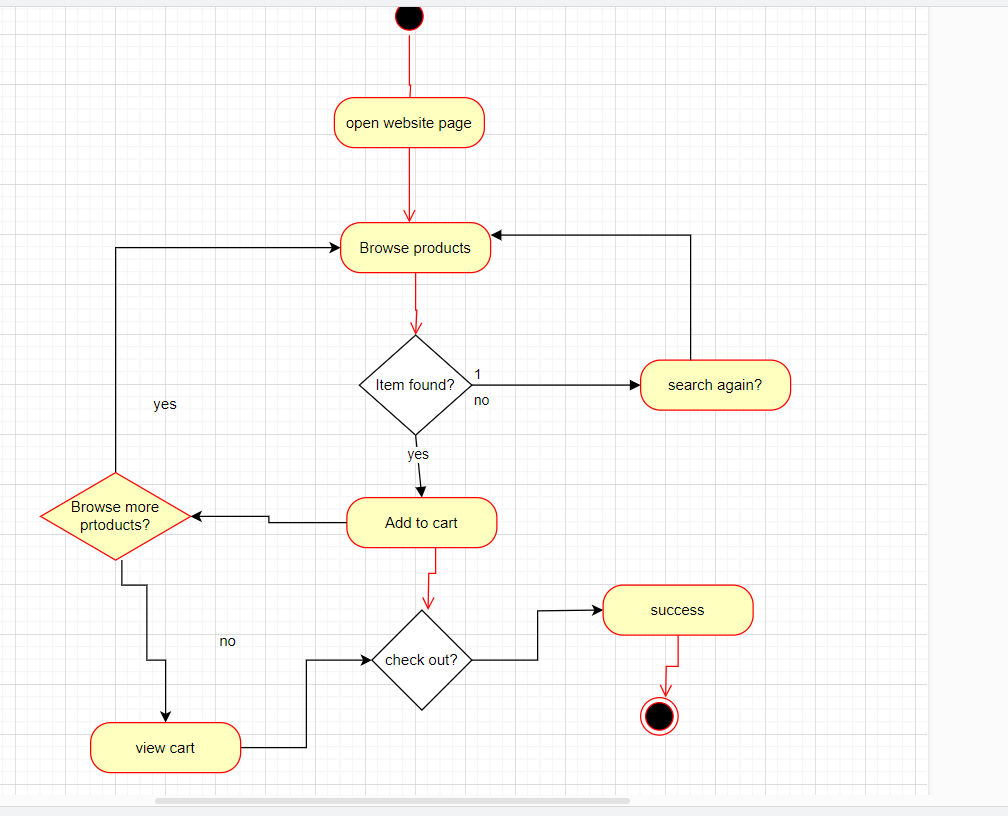 open website page
Browse products
Item found?
1
no
search again?
yes
yes
Browse more
prtoducts?
Add to cart
no
check out?
success
view cart